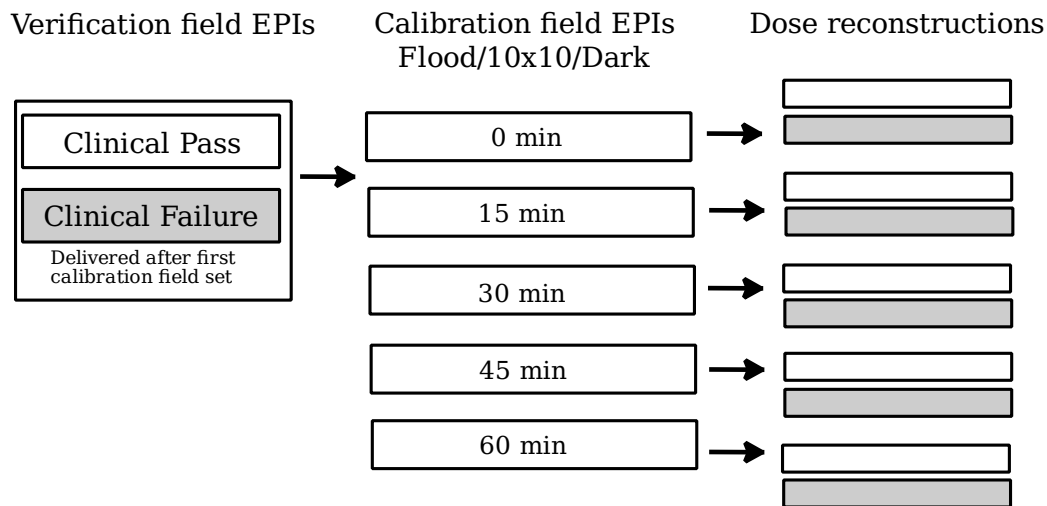 Verification field EPIs
Clinical Pass
Clinical Failure
Delivered after first
calibration field set
Calibration field EPIs
Flood/10x10/Dark
0 min
15 min
30 min
45 min
60 min
Dose reconstructions